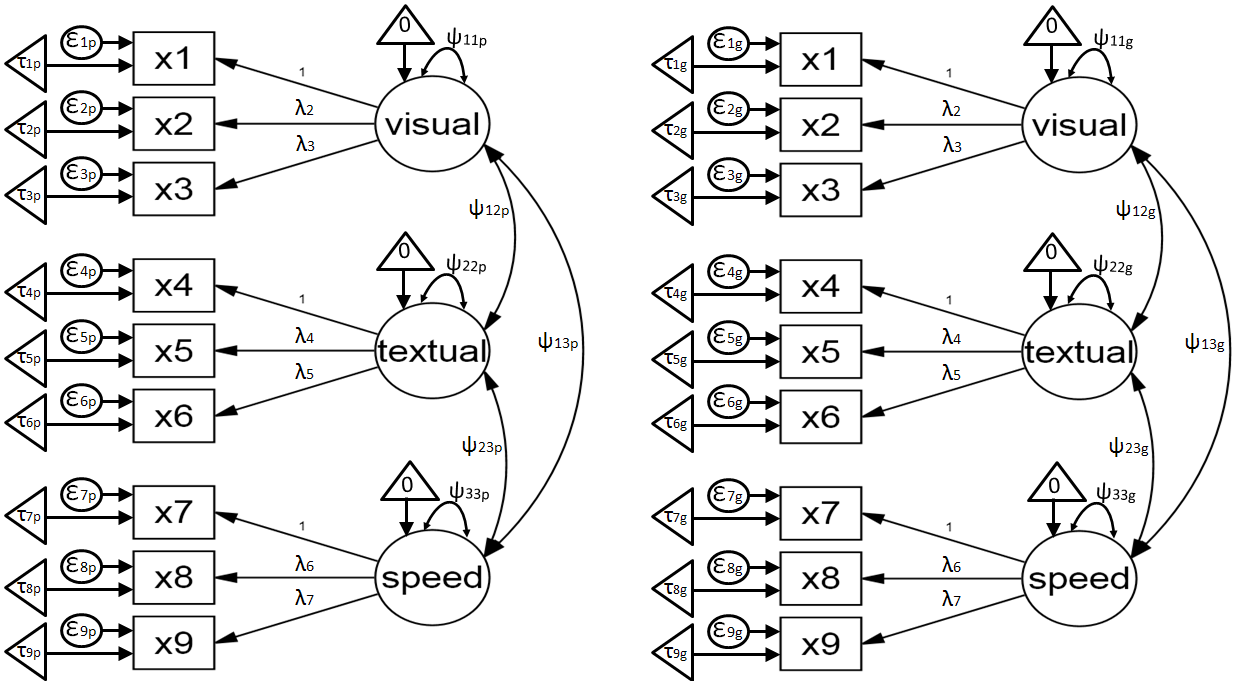 0
ψ11p
ε1p
τ1p
x1
1
visual
ε2p
τ2p
x2
λ2
ε3p
τ3p
x3
λ3
ψ12p
0
ψ22p
ε4p
τ4p
x4
1
textual
ε5p
τ5p
x5
λ4
ψ13p
ε6p
τ6p
x6
λ5
ψ23p
0
ψ33p
ε7p
τ7p
x7
1
speed
ε8p
τ8p
x8
λ6
ε9p
τ9p
x9
λ7
0
ψ11g
ε1g
τ1g
x1
1
visual
ε2g
τ2g
x2
λ2
ε3g
τ3g
x3
λ3
ψ12g
0
ψ22g
ε4g
τ4g
x4
1
textual
ε5g
τ5g
x5
λ4
ψ13g
ε6g
τ6g
x6
λ5
ψ23g
0
ψ33g
ε7g
τ7g
x7
1
speed
ε8g
τ8g
x8
λ6
ε9g
τ9g
x9
λ7